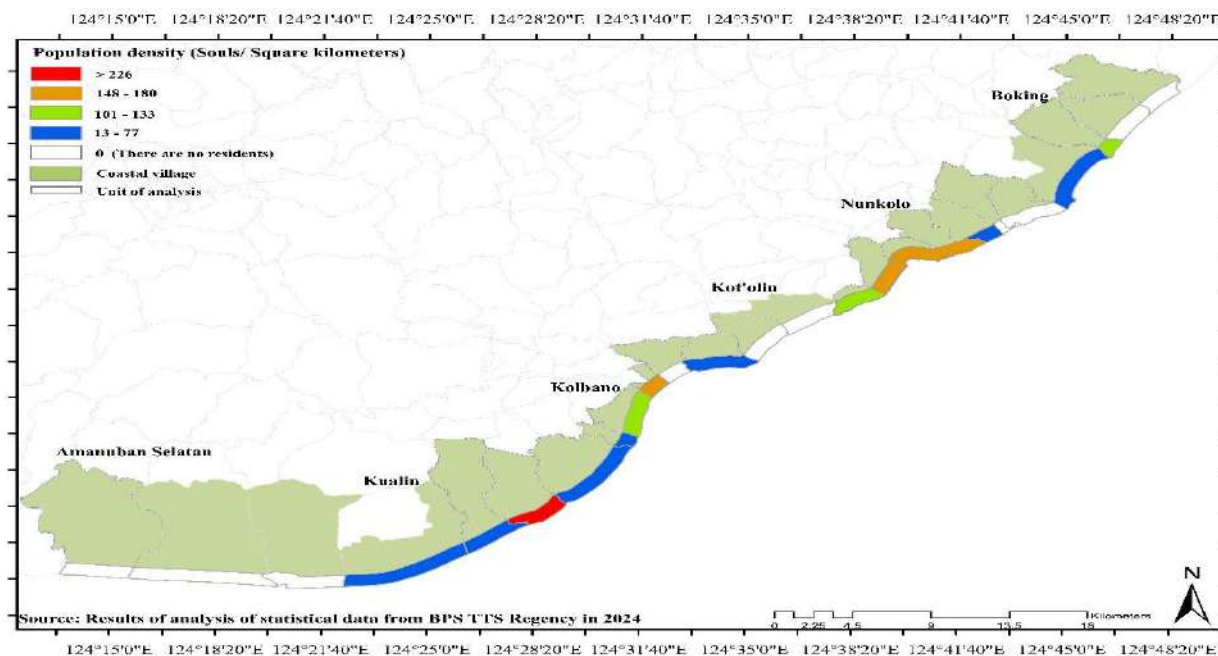 124°15'0"E 124°18'20"E 124°21'40"E 124°25'0"E 124°28'20"E 124°31'40"E 124°35'0"E 124°38'20"E 124°41'40"E 124°45'0"E 124°48'20"E
Population density (Souls/ Square kilometers)
> 226
148 - 180
101 - 133
13 - 77
0 (There are no residents)
Coastal village
Unit of analysis
Boking
Nunkolo
Kot'olin
Kolbano
Amanuban Selatan
Kualin
N
Source: Results of analysis of statistical data from BPS TTS Regency in 2024
Kilometers
0 2.25 4.5 9 13.5 18
124°15'0"E 124°18'20"E 124°21'40"E 124°25'0"E 124°28'20"E 124°31'40"E 124°35'0"E 124°38'20"E 124°41'40"E 124°45'0"E 124°48'20"E